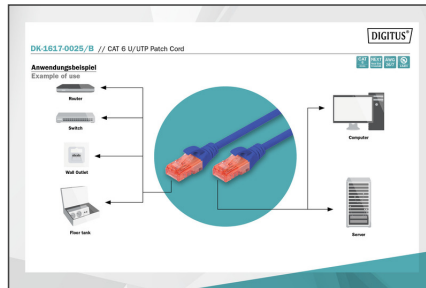 DIGITUS®
DK-1617-0025/B // CAT 6 U/UTP Patch Cord
Anwendungsbeispiel
Example of use
Router
Switch
Wall Outlet
Floor tank
Computer
Server